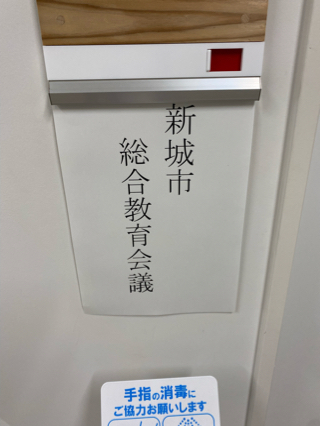 新城市
総合教育会議
手指の消毒に
ご協力お願いします